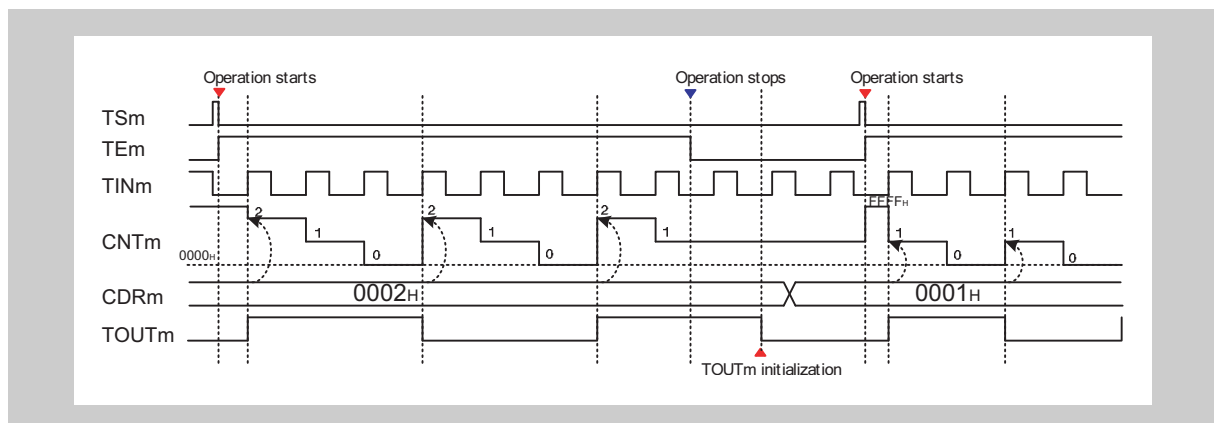 Operation starts Operation stops Operation starts
TSm
TEm
TINm
FFFFH
CNTm 2 1 0 2 1 0 2 1 1 0 1 0
0000H
CDRm 0002H 0001H
TOUTm
TOUTm initialization